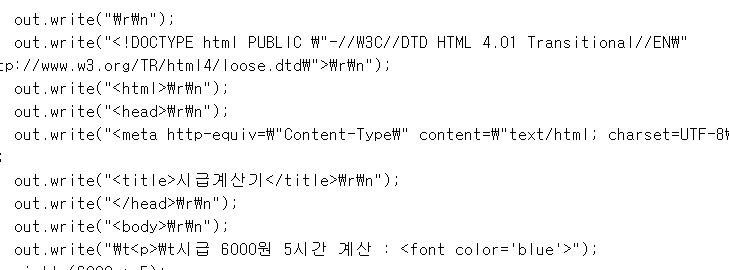 out.write("₩r₩n");
out.write("<!DOCTYPE html PUBLIC ₩"-//W3C//DTD HTML 4.01 Transitional//EN₩"
tp://www.w3.org/TR/html4/loose.dtd₩">₩r₩n");
out.write("<html>₩r₩n");
out.write("<head>₩r₩n");
out.write("<meta http-equiv=₩"Content-Type₩" content=₩"text/html; charset=UTF-8₩
;
out.write("<title>시급계산기</title>₩r₩n");
out.write("</head>₩r₩n");
out.write("<body>₩r₩n");
out.write("₩t<p>₩t시급 6000원 5시간 계산 : <font color='blue'>");